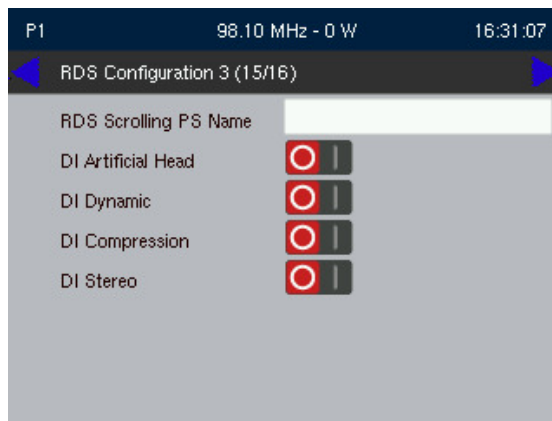 P1 98.10 MHz - 0 W 16:31:07
RDS Configuration 3 (15/16)
RDS Scrolling PS Name
DI Artificial Head
DI Dynamic
DI Compression
DI Stereo